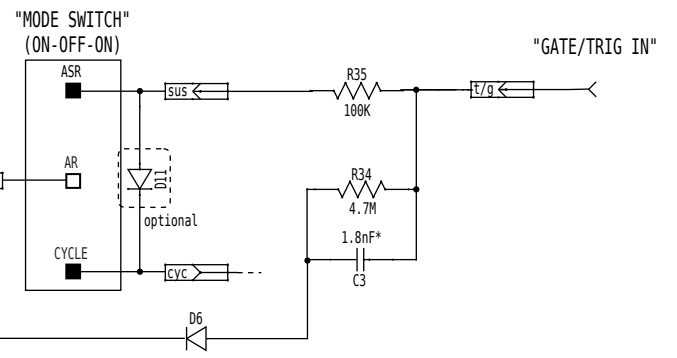 "MODE SWITCH"
(ON-OFF-ON)
"GATE/TRIG IN"
ASR
sus
R35
100K
t/g
AR
D11
optional
R34
4.7M
1.8nF*
C3
CYCLE
cyc
D6